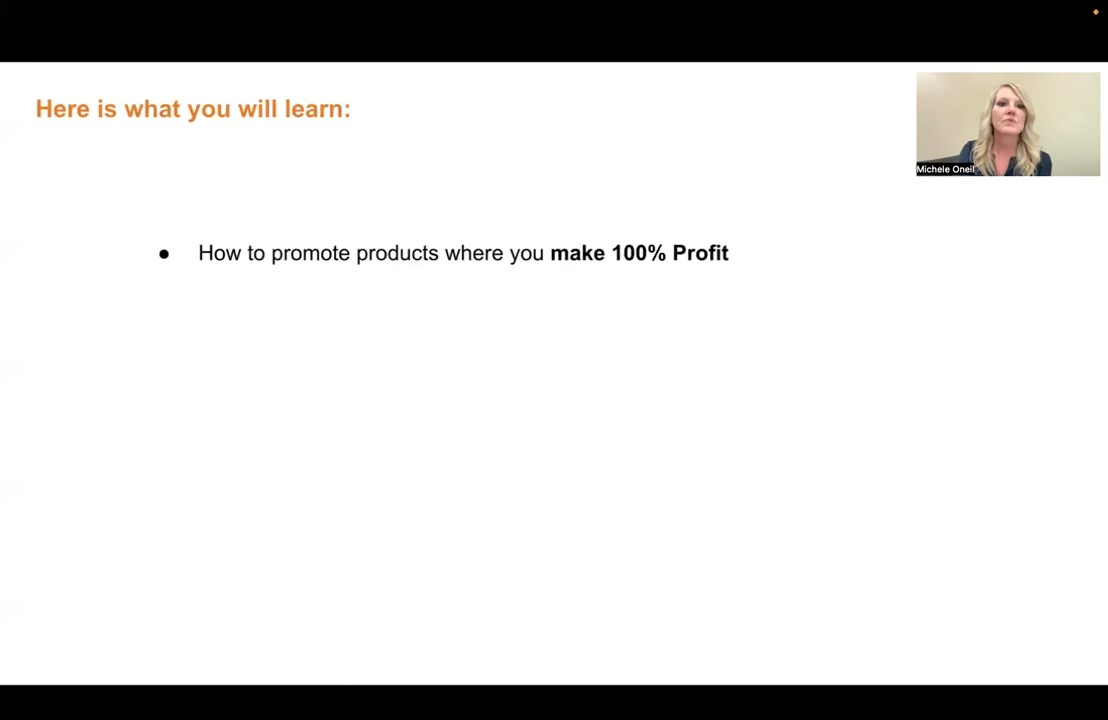 Here is what you will learn:
Michele Oneil
● How to promote products where you make 100% Profit